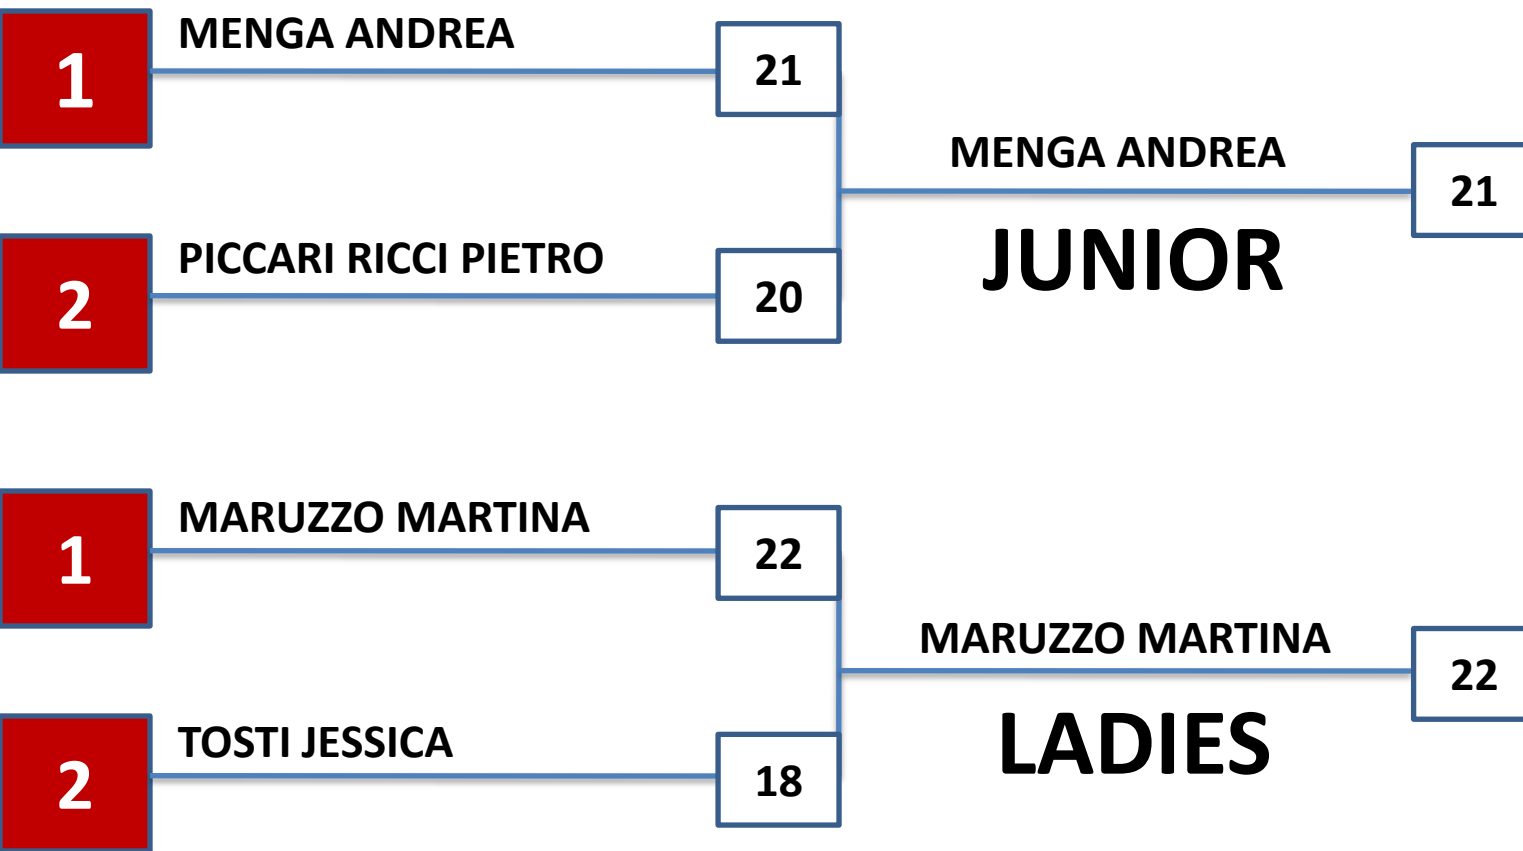 1
MENGA ANDREA
21
MENGA ANDREA
21
JUNIOR
2
PICCARI RICCI PIETRO
20
1
MARUZZO MARTINA
22
MARUZZO MARTINA
22
LADIES
2
TOSTI JESSICA
18